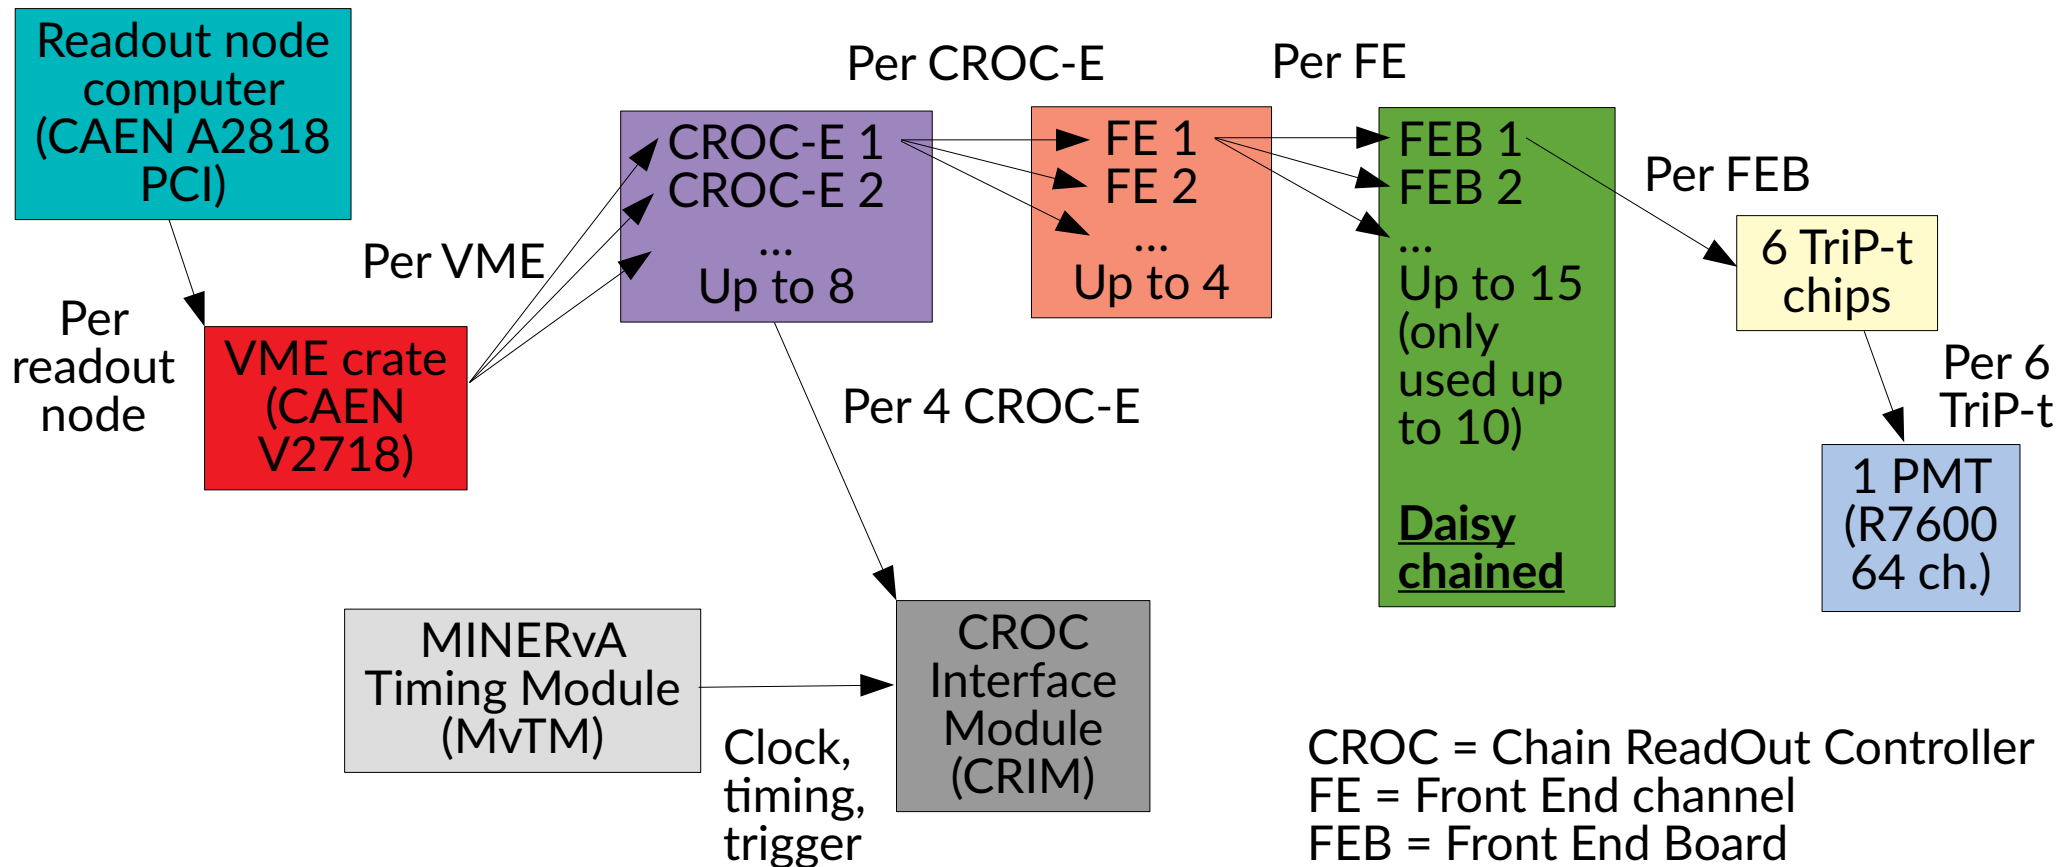 Readout node
computer
(CAEN A2818
PCI)
Per
readout
node
VME crate
(CAEN
V2718)
Per VME
CROC-E 1
CROC-E 2
...
Up to 8
Per CROC-E
FE 1
FE 2
...
Up to 4
Per FE
FEB 1
FEB 2
...
Up to 15
(only
used up
to 10)
Daisy
chained
Per FEB
6 TriP-t
chips
Per 6
TriP-t
1 PMT
(R7600
64 ch.)
Per 4 CROC-E
MINERvA
Timing Module
(MvTM)
Clock,
timing,
trigger
CROC
Interface
Module
(CRIM)
CROC = Chain ReadOut Controller
FE = Front End channel
FEB = Front End Board